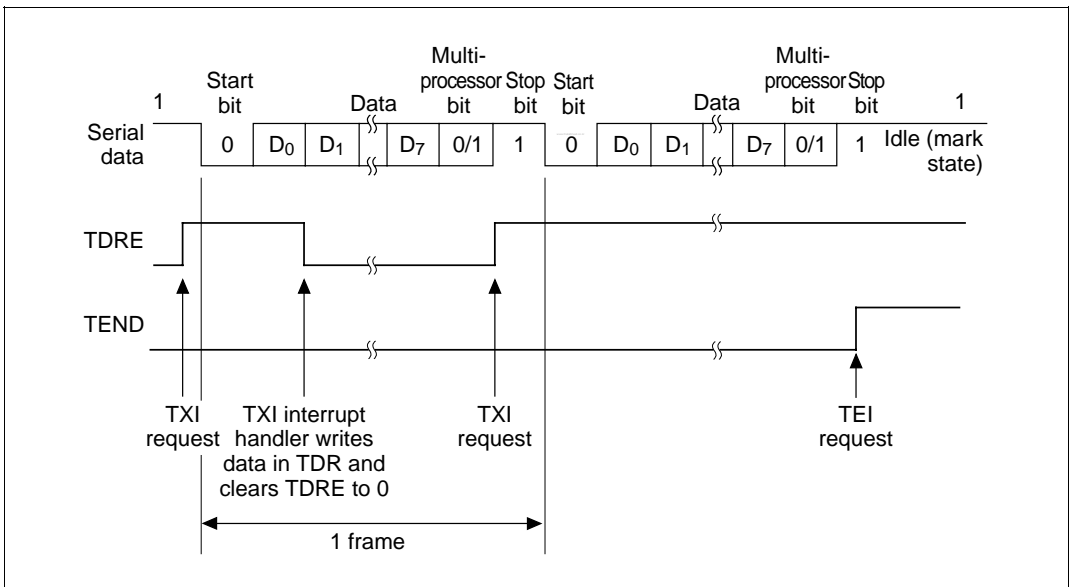 Multi-
processor
bit
Start
bit
Stop
bit
Start
bit
Multi-
processor
bit
Stop
bit
1
Data
Data
1
Serial
data
0 D0 D1 D7 0/1 1 0 D0 D1 D7 0/1 1
Idle (mark
state)
TDRE
TEND
TXI
request
TXI interrupt
handler writes
data in TDR and
clears TDRE to 0
TXI
request
TEI
request
1 frame